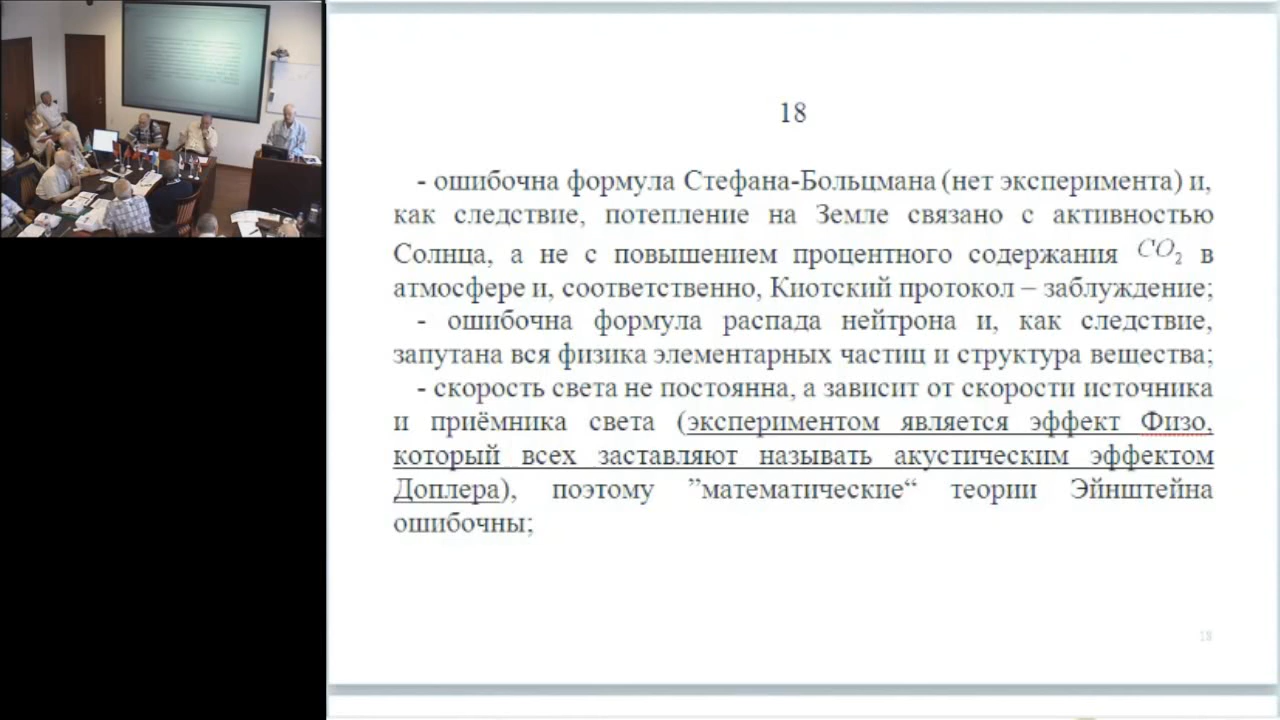 18
- ошибочна формула Стефана-Больцмана (нет эксперимента) и,
как следствие, потепление на Земле связано с активностью
Солнца, а не с повышением процентного содержания CO₂ в
атмосфере и, соответственно, Киотский протокол – заблуждение;
- ошибочна формула распада нейтрона и, как следствие,
запутана вся физика элементарных частиц и структура вещества;
- скорость света не постоянна, а зависит от скорости источника
и приёмника света (экспериментом является эффект Физо,
который всех заставляют называть акустическим эффектом
Доплера), поэтому ”математические“ теории Эйнштейна
ошибочны;
18